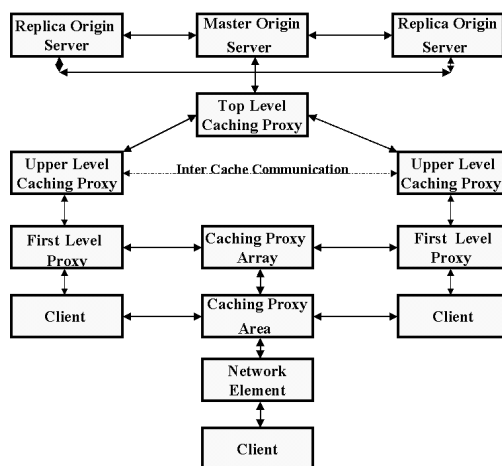 Replica Origin
Server
Master Origin
Server
Replica Origin
Server
Top Level
Caching Proxy
Upper Level
Caching Proxy
Inter Cache Communication
Upper Level
Caching Proxy
First Level
Proxy
Caching Proxy
Array
First Level
Proxy
Client
Caching Proxy
Area
Client
Network
Element
Client